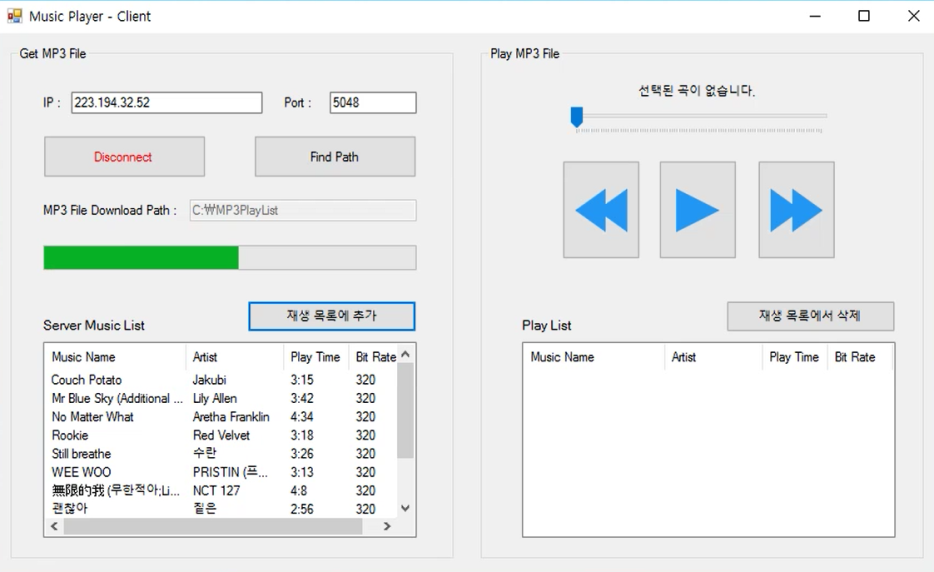 Music Player - Client
Get MP3 File
IP : 223.194.32.52 Port : 5048
Disconnect Find Path
MP3 File Download Path : C:₩MP3PlayList
재생 목록에 추가
Server Music List
Music Name Artist Play Time Bit Rate
Couch Potato Jakubi 3:15 320
Mr Blue Sky (Additional ... Lily Allen 3:42 320
No Matter What Aretha Franklin 4:34 320
Rookie Red Velvet 3:18 320
Still breathe 수란 3:26 320
WEE WOO PRISTIN (프... 3:13 320
無限的我 (무한적아;Li... NCT 127 4:8 320
괜찮아 짙은 2:56 320
Play MP3 File
선택된 곡이 없습니다.
재생 목록에서 삭제
Play List
Music Name Artist Play Time Bit Rate